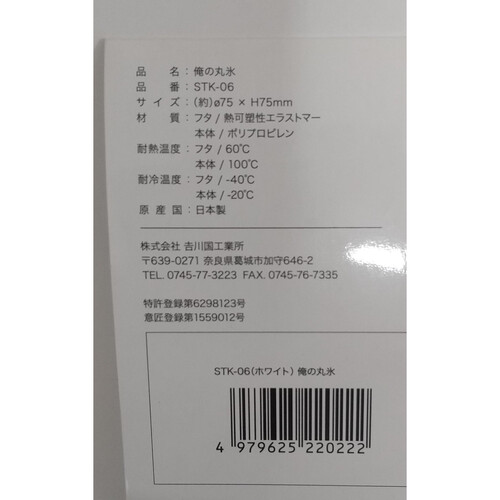 品　名：俺の丸氷
品　番：STK-06
サイズ：(約)ø75 × H75mm
材　質：フタ / 熱可塑性エラストマー
本体 / ポリプロピレン
耐熱温度：フタ / 60℃
本体 / 100℃
耐冷温度：フタ / -40℃
本体 / -20℃
原産国：日本製
株式会社 吉川国工業所
〒639-0271 奈良県葛城市加守646-2
TEL. 0745-77-3223 FAX. 0745-76-7335
特許登録第6298123号
意匠登録第1559012号
STK-06(ホワイト) 俺の丸氷
4 979625 220222